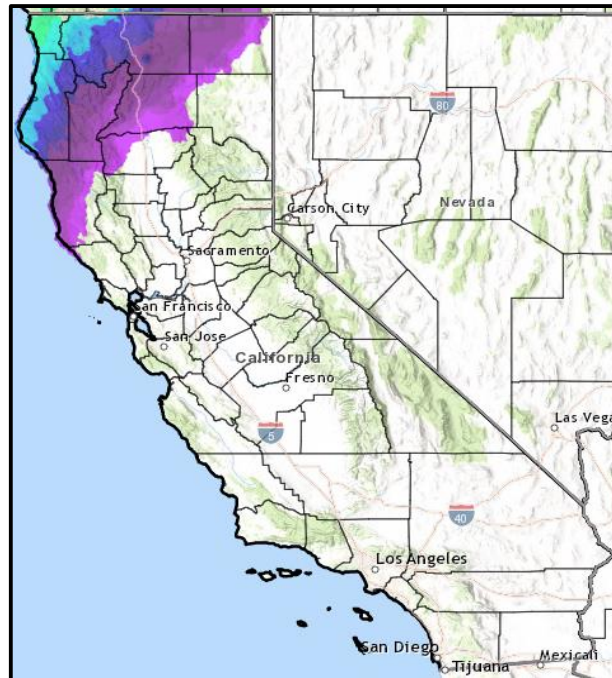 80
Nevada
Carson City
Sacramento
San Francisco
San Jose
California
Fresno
Las Vega
5
40
Los Angeles
San Diego
Mexicali
Tijuana